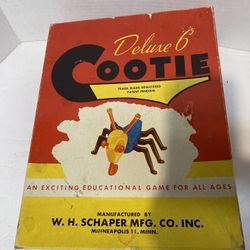 Deluxe 6
COOTIE
TRADE MARK REGISTERED
PATENT PENDING
AN EXCITING EDUCATIONAL GAME FOR ALL AGES
MANUFACTURED BY
W. H. SCHAPER MFG. CO. INC.
MINNEAPOLIS 11, MINN.